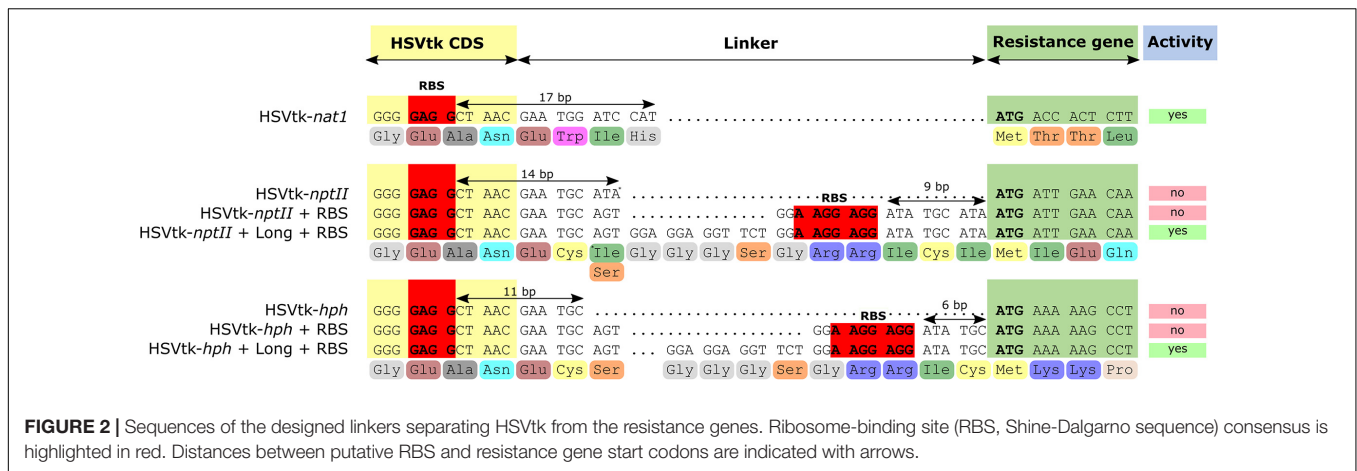 HSVtk CDS Linker Resistance gene Activity
RBS
17 bp
HSVtk-nat1 GGG GAG GCT AAC GAA TGG ATC CAT ........................................ ATG ACC ACT CTT yes
Gly Glu Ala Asn Glu Trp Ile His Met Thr Thr Leu
14 bp RBS 9 bp
HSVtk-nptII GGG GAG GCT AAC GAA TGC ATA* ............................................. ATG ATT GAA CAA no
HSVtk-nptII + RBS GGG GAG GCT AAC GAA TGC AGT ................. GGA AGG AGG ATA TGC ATA ATG ATT GAA CAA no
HSVtk-nptII + Long + RBS GGG GAG GCT AAC GAA TGC AGT GGA GGA GGT TCT GGA AGG AGG ATA TGC ATA ATG ATT GAA CAA yes
Gly Glu Ala Asn Glu Cys *Ile Gly Gly Gly Ser Gly Arg Arg Ile Cys Ile Met Ile Glu Gln
Ser
11 bp RBS 6 bp
HSVtk-hph GGG GAG GCT AAC GAA TGC ................................................ ATG AAA AAG CCT no
HSVtk-hph + RBS GGG GAG GCT AAC GAA TGC AGT ..................... GGA AGG AGG ATA TGC ATG AAA AAG CCT no
HSVtk-hph + Long + RBS GGG GAG GCT AAC GAA TGC AGT ... GGA GGA GGT TCT GGA AGG AGG ATA TGC ATG AAA AAG CCT yes
Gly Glu Ala Asn Glu Cys Ser Gly Gly Gly Ser Gly Arg Arg Ile Cys Met Lys Lys Pro
FIGURE 2 | Sequences of the designed linkers separating HSVtk from the resistance genes. Ribosome-binding site (RBS, Shine-Dalgarno sequence) consensus is
highlighted in red. Distances between putative RBS and resistance gene start codons are indicated with arrows.